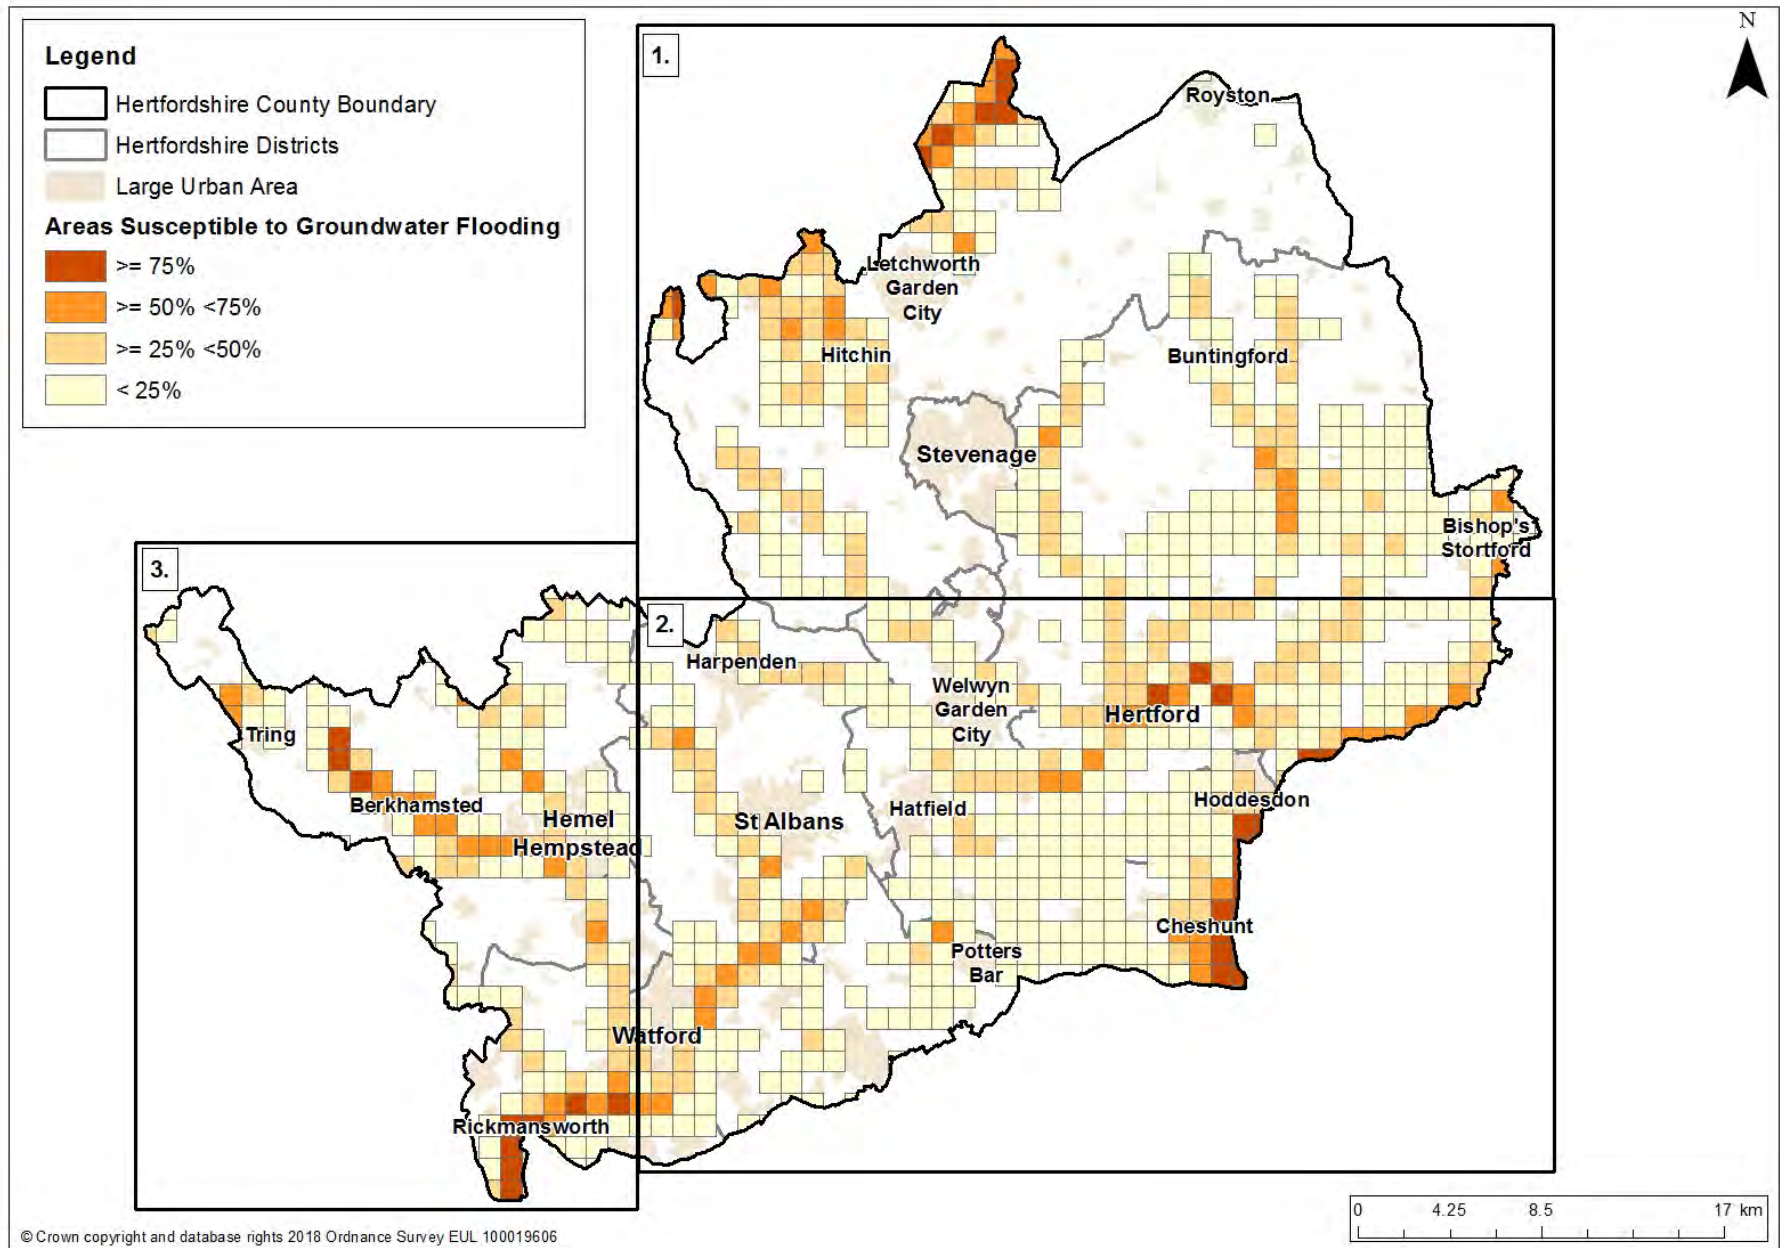 Legend
Hertfordshire County Boundary
Hertfordshire Districts
Large Urban Area
Areas Susceptible to Groundwater Flooding
>= 75%
>= 50% <75%
>= 25% <50%
< 25%
1.
N
Royston
Letchworth
Garden
City
Hitchin
Buntingford
Stevenage
Bishop's
Stortford
3.
2.
Harpenden
Welwyn
Garden
City
Hertford
Tring
Berkhamsted
Hemel
Hempstead
St Albans
Hatfield
Hoddesdon
Cheshunt
Potters
Bar
Watford
Rickmansworth
0 4.25 8.5 17 km
© Crown copyright and database rights 2018 Ordnance Survey EUL 100019606